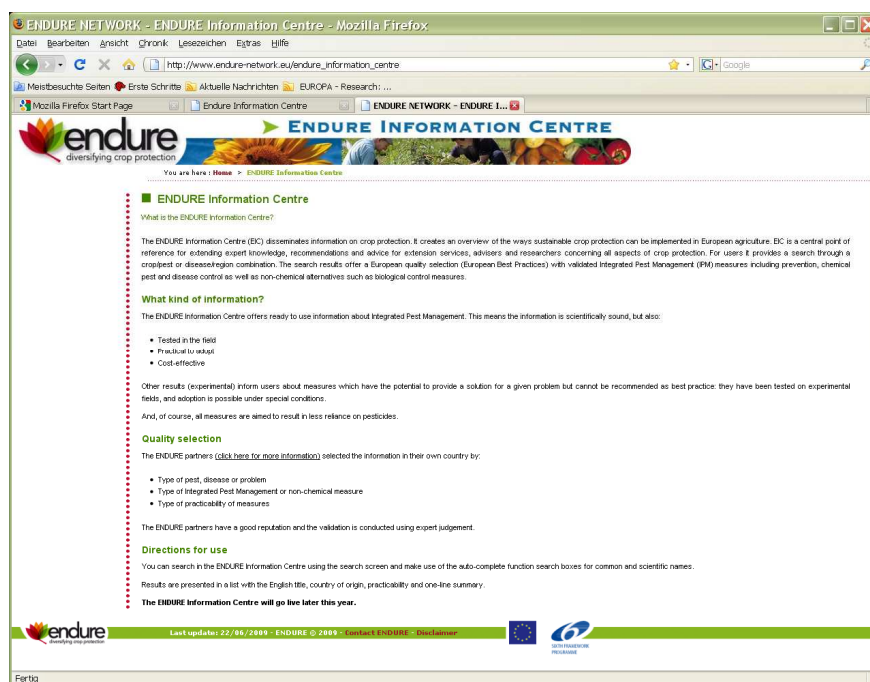 ENDURE NETWORK - ENDURE Information Centre - Mozilla Firefox
Datei Bearbeiten Ansicht Chronik Lesezeichen Extras Hilfe
http://www.endure-network.eu/endure_information_centre
Google
Meistbesuchte Seiten Erste Schritte Aktuelle Nachrichten EUROPA - Research: ...
Mozilla Firefox Start Page Endure Information Centre ENDURE NETWORK - ENDURE I...
endure
diversifying crop protection
ENDURE INFORMATION CENTRE
You are here : Home > ENDURE Information Centre
ENDURE Information Centre
What is the ENDURE Information Centre?
The ENDURE Information Centre (EIC) disseminates information on crop protection. It creates an overview of the ways sustainable crop protection can be implemented in European agriculture. EIC is a central point of
reference for extending expert knowledge, recommendations and advice for extension services, advisers and researchers concerning all aspects of crop protection. For users it provides a search through a
crop/pest or disease/region combination. The search results offer a European quality selection (European Best Practices) with validated Integrated Pest Management (IPM) measures including prevention, chemical
pest and disease control as well as non-chemical alternatives such as biological control measures.
What kind of information?
The ENDURE Information Centre offers ready to use information about Integrated Pest Management. This means the information is scientifically sound, but also:
• Tested in the field
• Practical to adopt
• Cost-effective
Other results (experimental) inform users about measures which have the potential to provide a solution for a given problem but cannot be recommended as best practice: they have been tested on experimental
fields, and adoption is possible under special conditions.
And, of course, all measures are aimed to result in less reliance on pesticides.
Quality selection
The ENDURE partners (click here for more information) selected the information in their own country by:
• Type of pest, disease or problem
• Type of Integrated Pest Management or non-chemical measure
• Type of practicability of measures
The ENDURE partners have a good reputation and the validation is conducted using expert judgement.
Directions for use
You can search in the ENDURE Information Centre using the search screen and make use of the auto-complete function search boxes for common and scientific names.
Results are presented in a list with the English title, country of origin, practicability and one-line summary.
The ENDURE Information Centre will go live later this year.
endure
diversifying crop protection
Last update: 22/06/2009 - ENDURE © 2009 - Contact ENDURE - Disclaimer
SIXTH FRAMEWORK
PROGRAMME
Fertig